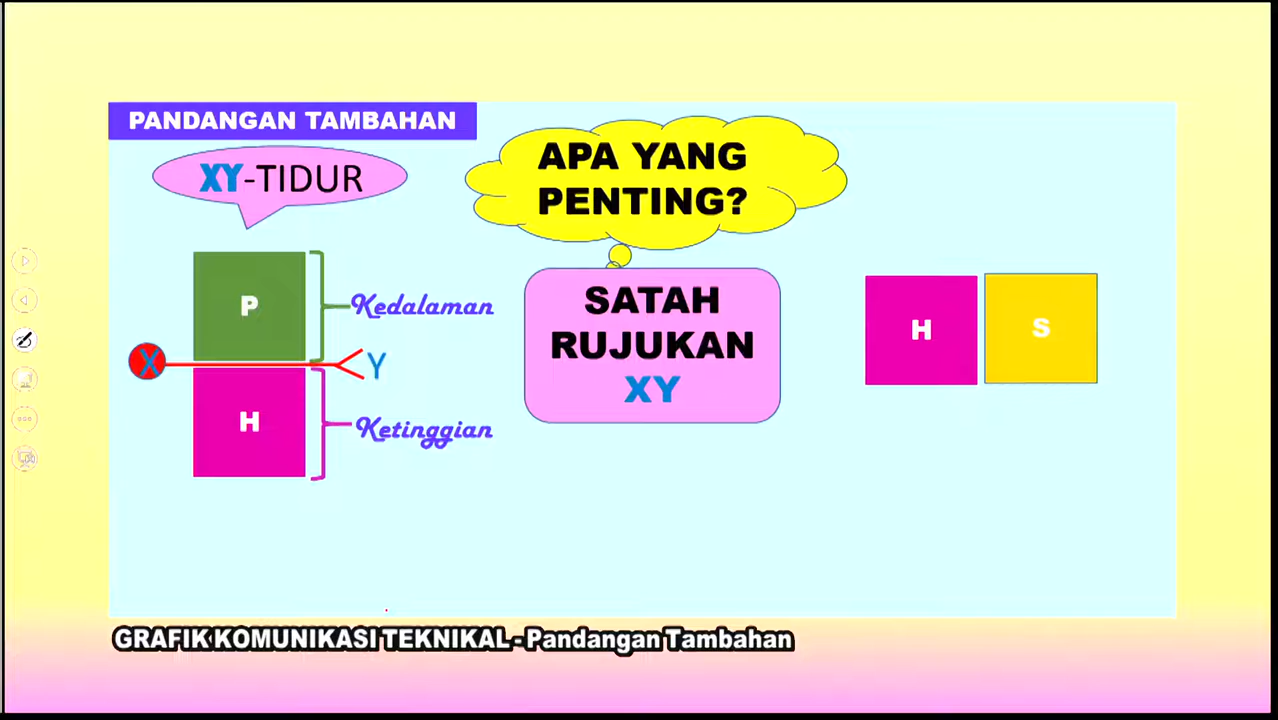 PANDANGAN TAMBAHAN
XY-TIDUR
APA YANG
PENTING?
P
Kedalaman
X
Y
H
Ketinggian
SATAH
RUJUKAN
XY
H
S
GRAFIK KOMUNIKASI TEKNIKAL - Pandangan Tambahan